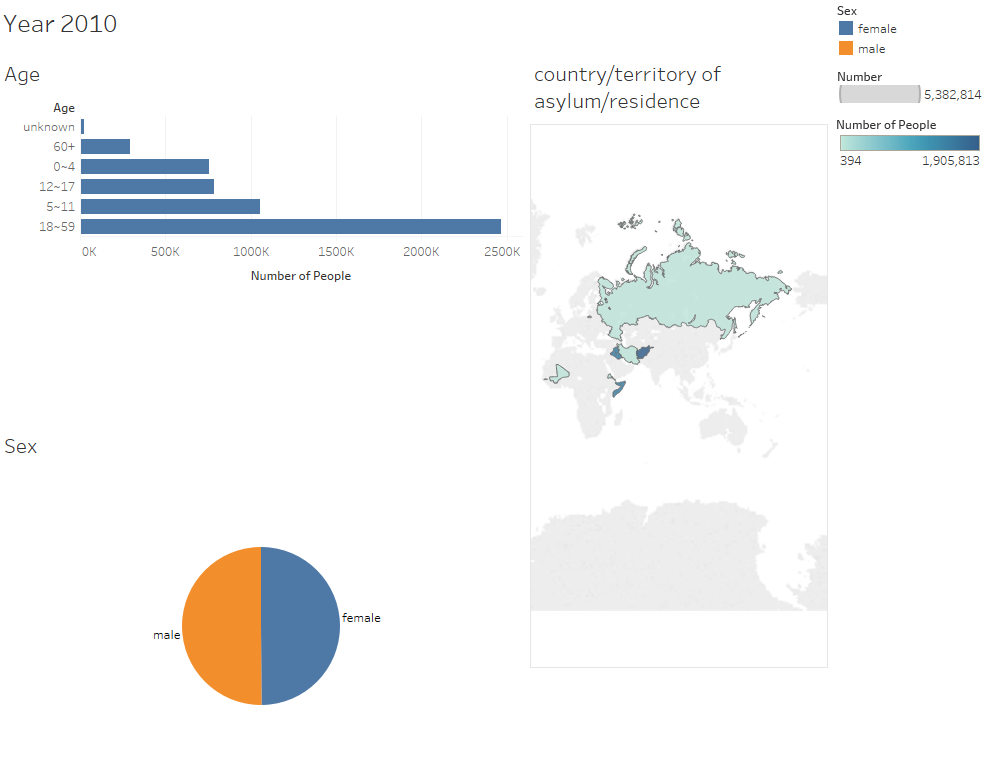 Year 2010
Age
Age
unknown
60+
0~4
12~17
5~11
18~59
0K 500K 1000K 1500K 2000K 2500K
Number of People
Sex
male
female
country/territory of
asylum/residence
Sex
female
male
Number
5,382,814
Number of People
394 1,905,813